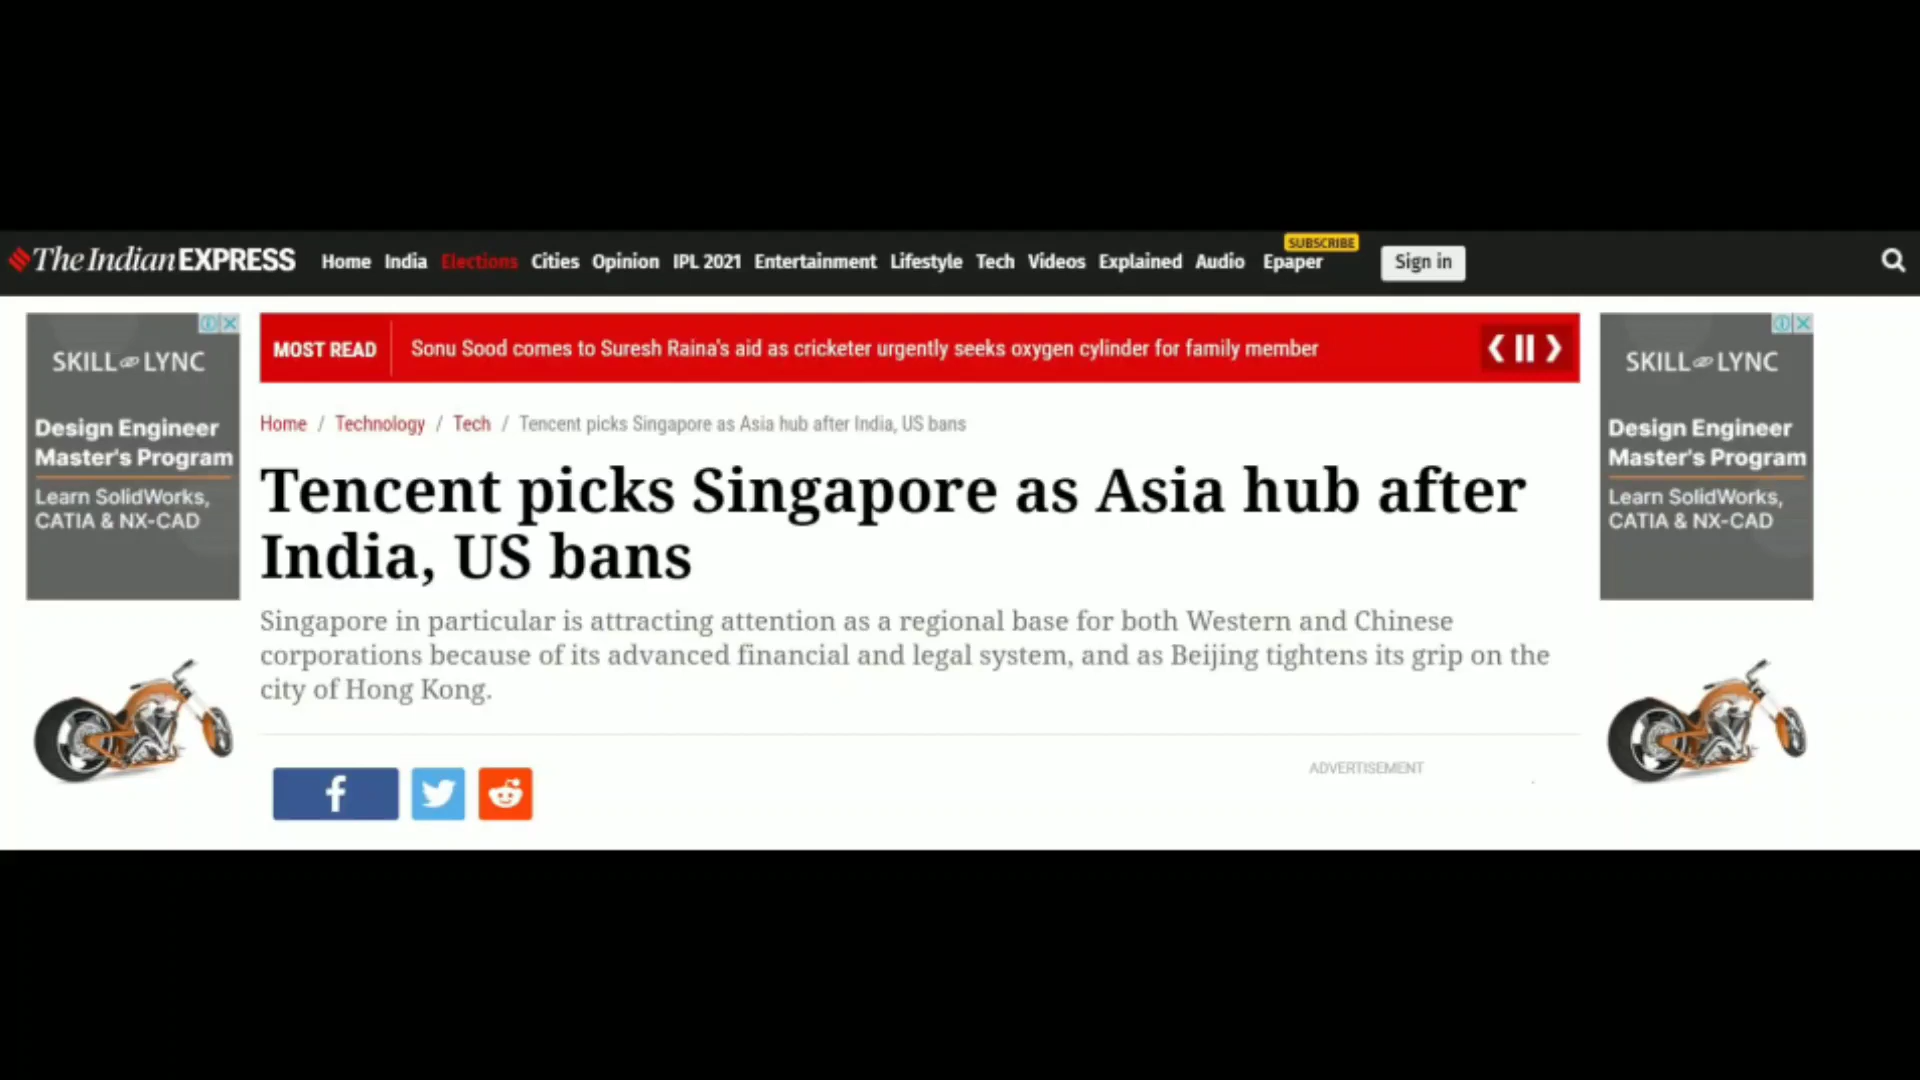 SUBSCRIBE
The Indian EXPRESS Home India Elections Cities Opinion IPL 2021 Entertainment Lifestyle Tech Videos Explained Audio Epaper Sign in
MOST READ Sonu Sood comes to Suresh Raina's aid as cricketer urgently seeks oxygen cylinder for family member
SKILL LYNC
Design Engineer
Master's Program
Learn SolidWorks,
CATIA & NX-CAD
Home / Technology / Tech / Tencent picks Singapore as Asia hub after India, US bans
Tencent picks Singapore as Asia hub after
India, US bans
Singapore in particular is attracting attention as a regional base for both Western and Chinese
corporations because of its advanced financial and legal system, and as Beijing tightens its grip on the
city of Hong Kong.
ADVERTISEMENT
SKILL LYNC
Design Engineer
Master's Program
Learn SolidWorks,
CATIA & NX-CAD